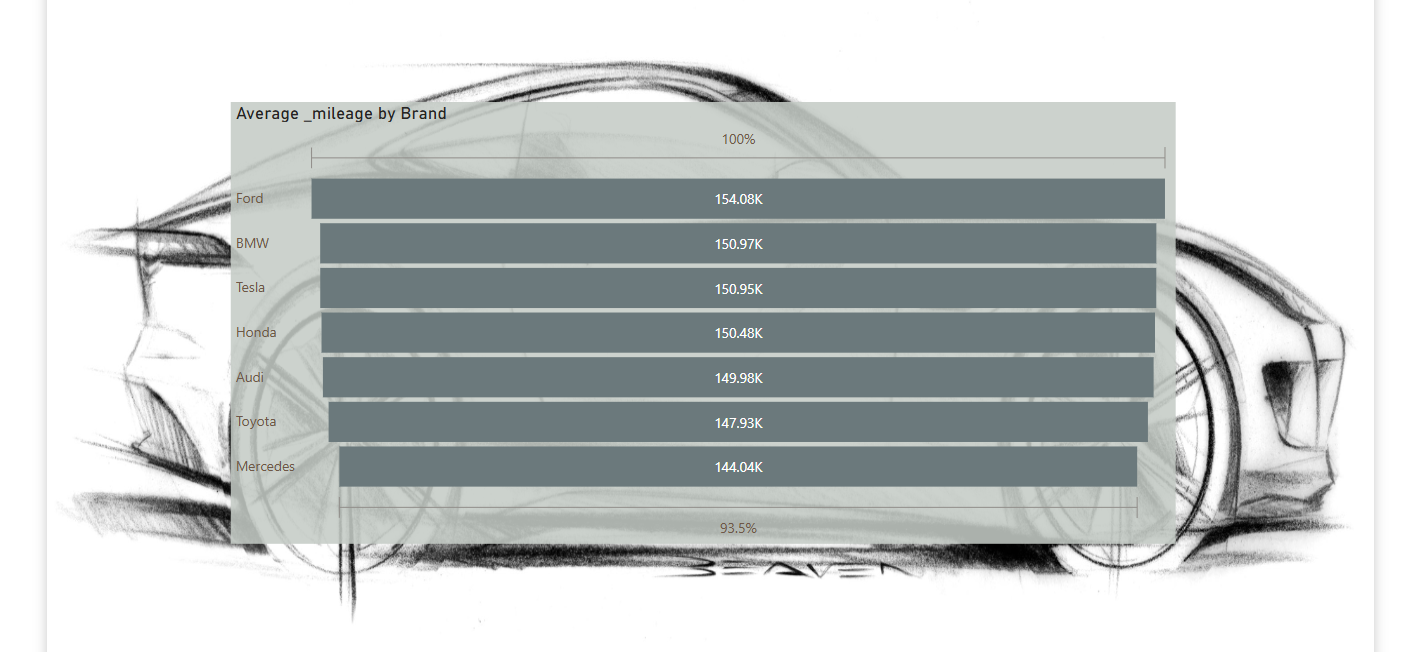 Average _mileage by Brand
100%
Ford 154.08K
BMW 150.97K
Tesla 150.95K
Honda 150.48K
Audi 149.98K
Toyota 147.93K
Mercedes 144.04K
93.5%
BEAVEN